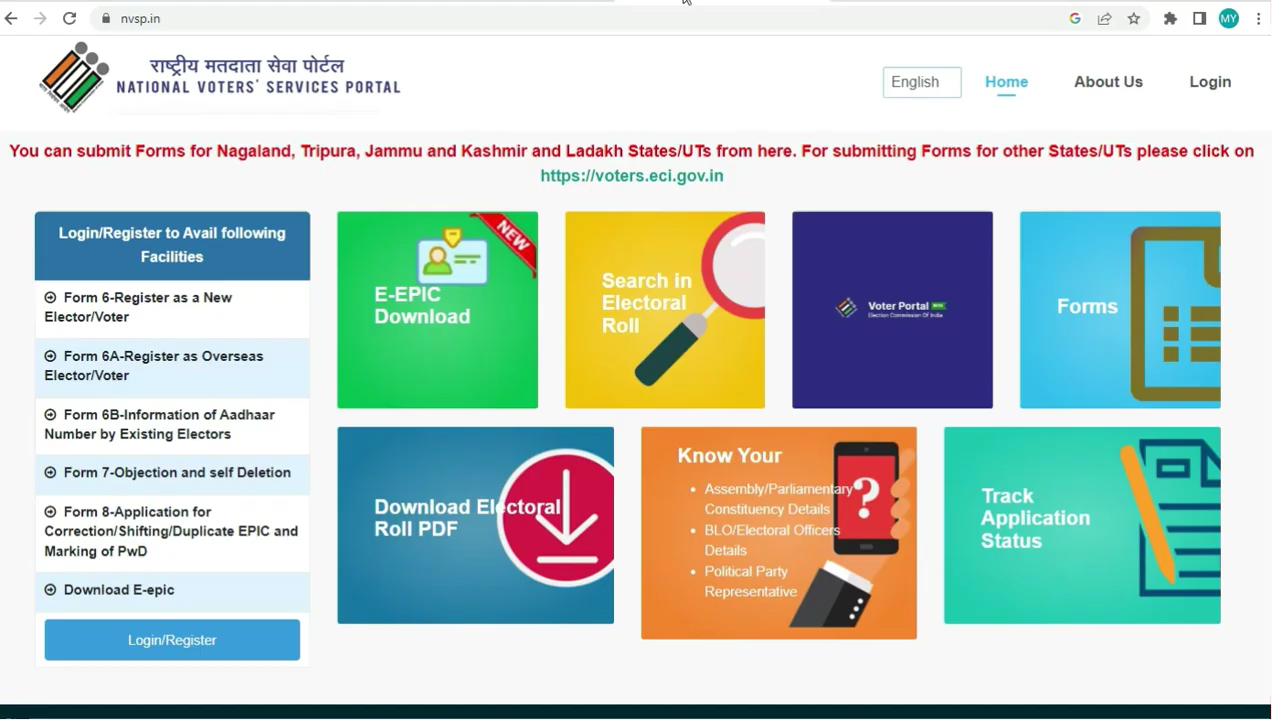 nvsp.in
MY
राष्ट्रीय मतदाता सेवा पोर्टल
NATIONAL VOTERS' SERVICES PORTAL
English
Home
About Us
Login
You can submit Forms for Nagaland, Tripura, Jammu and Kashmir and Ladakh States/UTs from here. For submitting Forms for other States/UTs please click on
https://voters.eci.gov.in
Login/Register to Avail following
Facilities
Form 6-Register as a New
Elector/Voter
Form 6A-Register as Overseas
Elector/Voter
Form 6B-Information of Aadhaar
Number by Existing Electors
Form 7-Objection and self Deletion
Form 8-Application for
Correction/Shifting/Duplicate EPIC and
Marking of PwD
Download E-epic
Login/Register
NEW
E-EPIC
Download
Search in
Electoral
Roll
Voter Portal
Election Commission Of India
Forms
Download Electoral
Roll PDF
Know Your
Assembly/Parliamentary
Constituency Details
BLO/Electoral Officers
Details
Political Party
Representative
?
Track
Application
Status